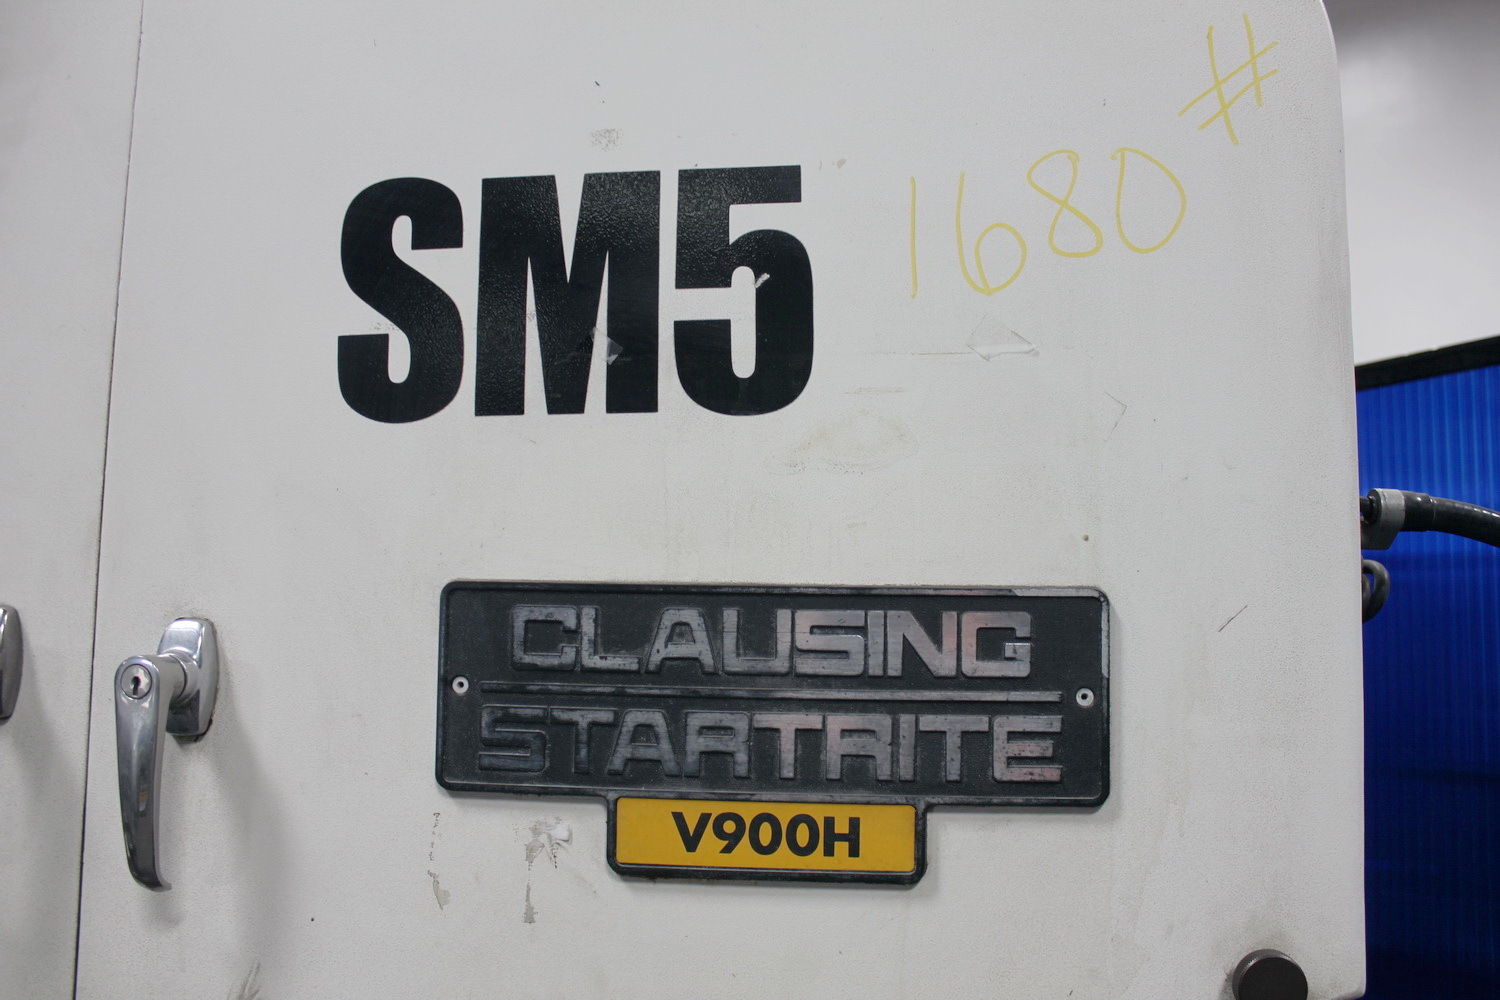 #
SM5 1680
CLAUSING
STARTRITE
V900H